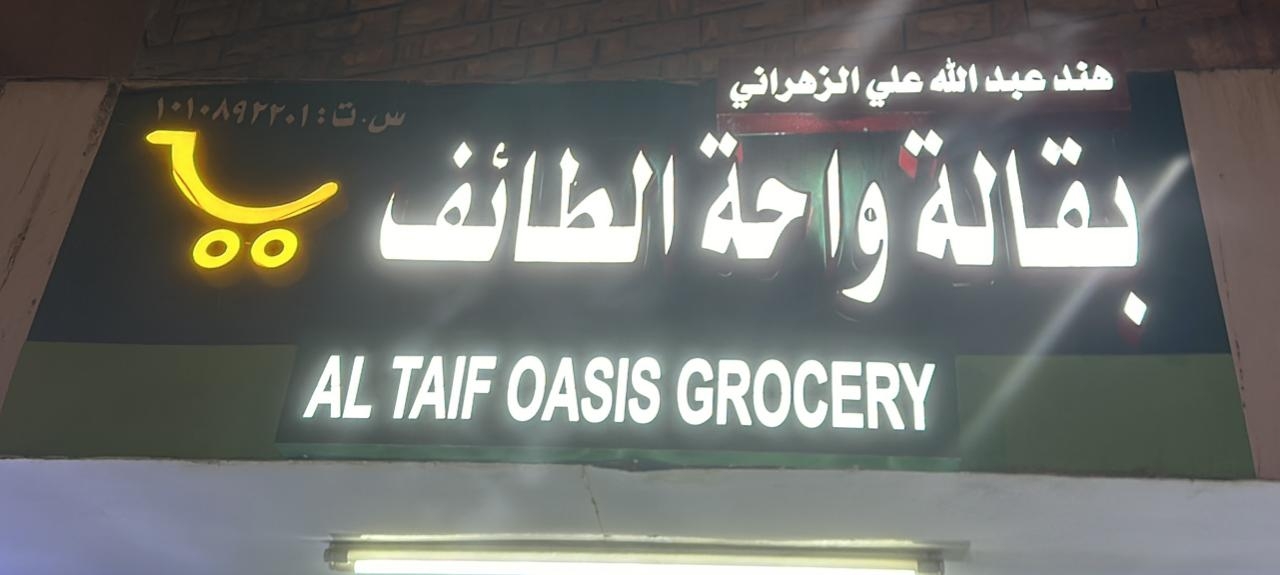 هند عبد الله علي الزهراني
س.ت: ١٠١٠٨٩٢٢٠١
بقالة واحة الطائف
AL TAIF OASIS GROCERY